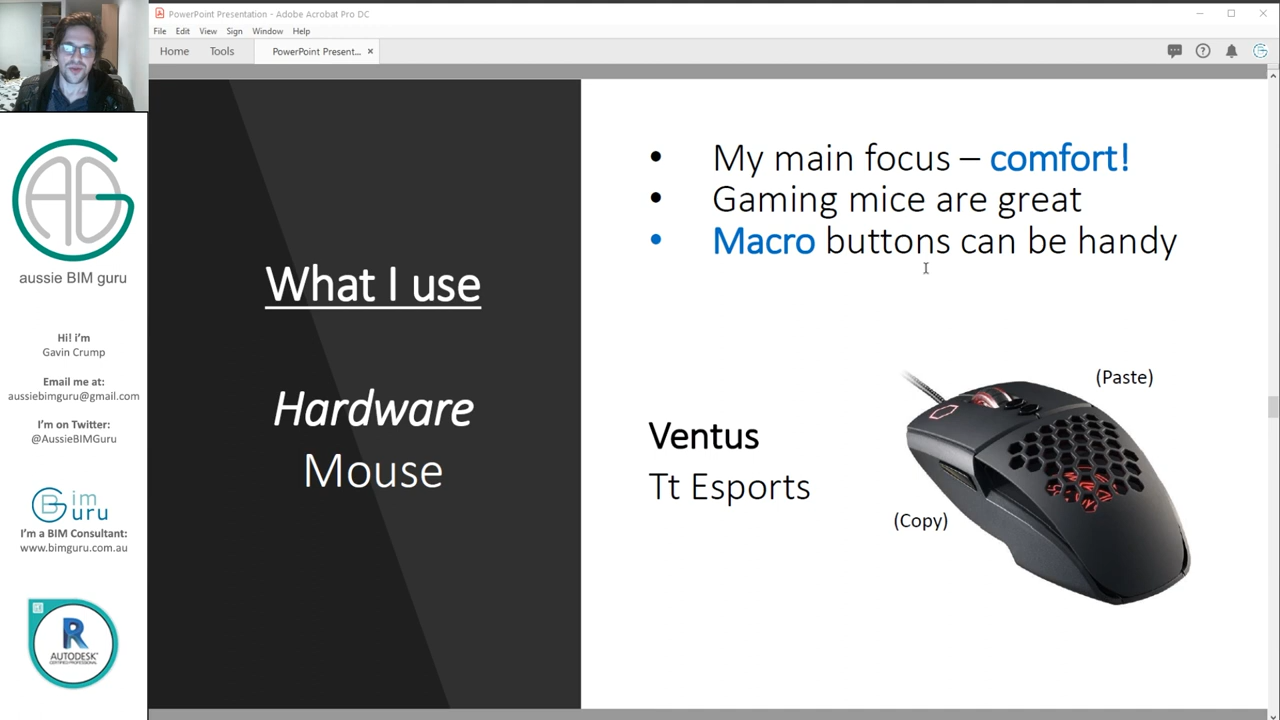 PowerPoint Presentation - Adobe Acrobat Pro DC
File Edit View Sign Window Help
Home Tools PowerPoint Present... ×
aussie BIM guru
Hi! i'm
Gavin Crump
Email me at:
aussiebimguru@gmail.com
I'm on Twitter:
@AussieBIMGuru
Bim
Guru
I'm a BIM Consultant:
www.bimguru.com.au
R
AUTODESK
CERTIFIED PROFESSIONAL
What I use
Hardware
Mouse
• My main focus – comfort!
• Gaming mice are great
• Macro buttons can be handy
(Paste)
Ventus
Tt Esports
(Copy)